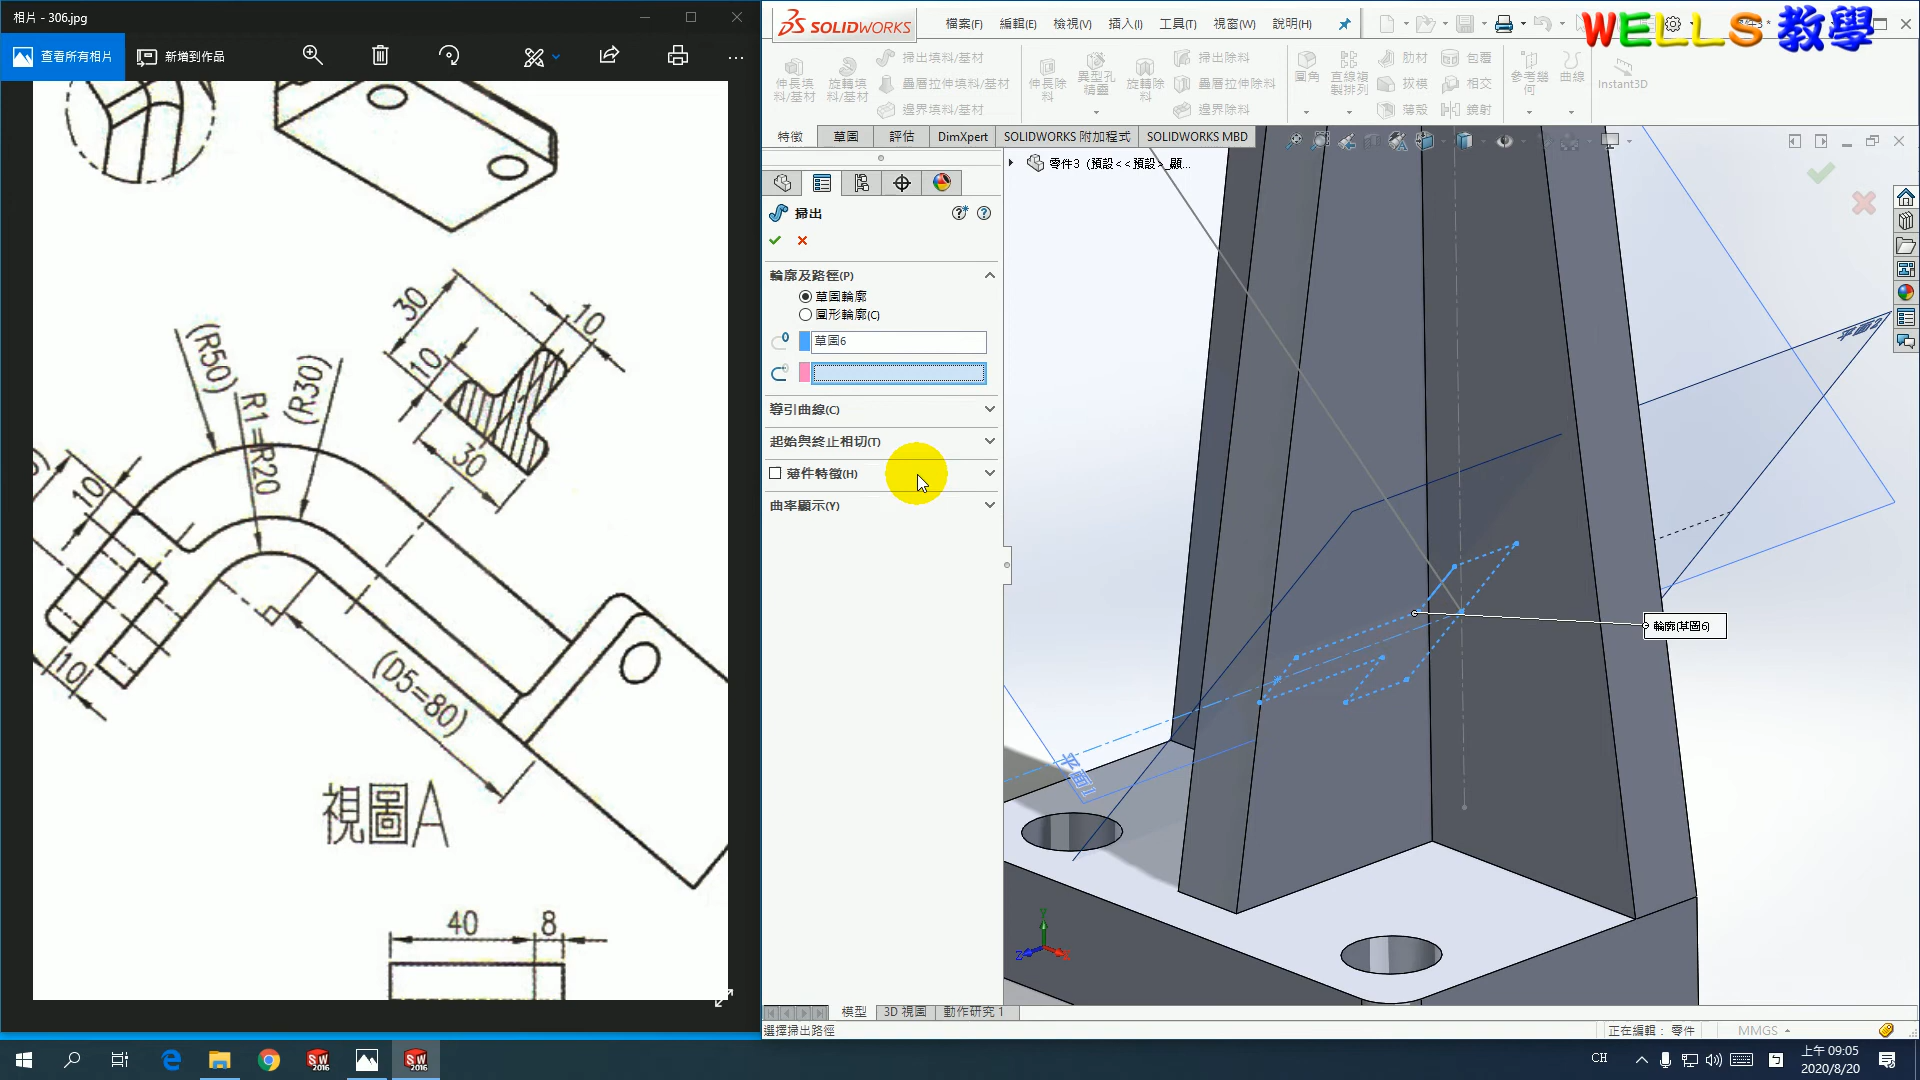 相片 - 306.jpg
查看所有相片
新增到作品
30
10
10
30
(R50)
R1=R20
(R30)
10
10
(D5=80)
視圖A
40
8
SOLIDWORKS
檔案(F)
編輯(E)
檢視(V)
插入(I)
工具(T)
視窗(W)
說明(H)
WELLS 教學
伸長填料/基材
旋轉填料/基材
掃出填料/基材
疊層拉伸填料/基材
邊界填料/基材
伸長除料
異型孔精靈
旋轉除料
掃出除料
疊層拉伸除料
邊界除料
圓角
直線複製排列
肋材
拔模
薄殼
包覆
相交
鏡射
參考幾何
曲線
Instant3D
特徵
草圖
評估
DimXpert
SOLIDWORKS 附加程式
SOLIDWORKS MBD
零件3 (預設<<預設>_顯...
掃出
輪廓及路徑(P)
草圖輪廓
圓形輪廓(C)
草圖6
導引曲線(C)
起始與終止相切(T)
薄件特徵(H)
曲率顯示(Y)
平面2
輪廓(草圖6)
平面1
模型
3D 視圖
動作研究 1
選擇掃出路徑
正在編輯: 零件
MMGS
CH
上午 09:05
2020/8/20